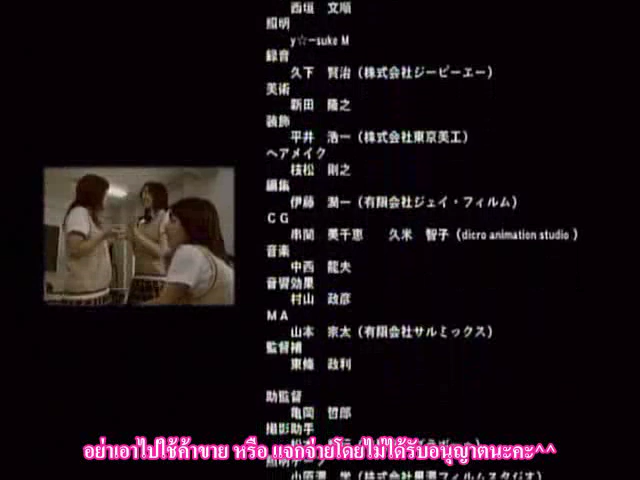 西垣　文順
照明
y☆-suke M
録音
久下　賢治（株式会社ジーピーエー）
美術
新田　隆之
装飾
平井　浩一（株式会社東京美工）
ヘアメイク
枝松　剛之
編集
伊藤　潤一（有限会社ジェイ・フィルム）
ＣＧ
串間　美千恵　　久米　智子（dicro animation studio ）
音楽
中西　龍夫
音響効果
村山　政彦
ＭＡ
山本　宗太（有限会社サルミックス）
監督補
東條　政利
助監督
亀岡　哲郎
撮影助手
อย่าเอาไปใช้ค้าขาย หรือ แจกจ่ายโดยไม่ได้รับอนุญาตนะคะ^^
照明チーフ